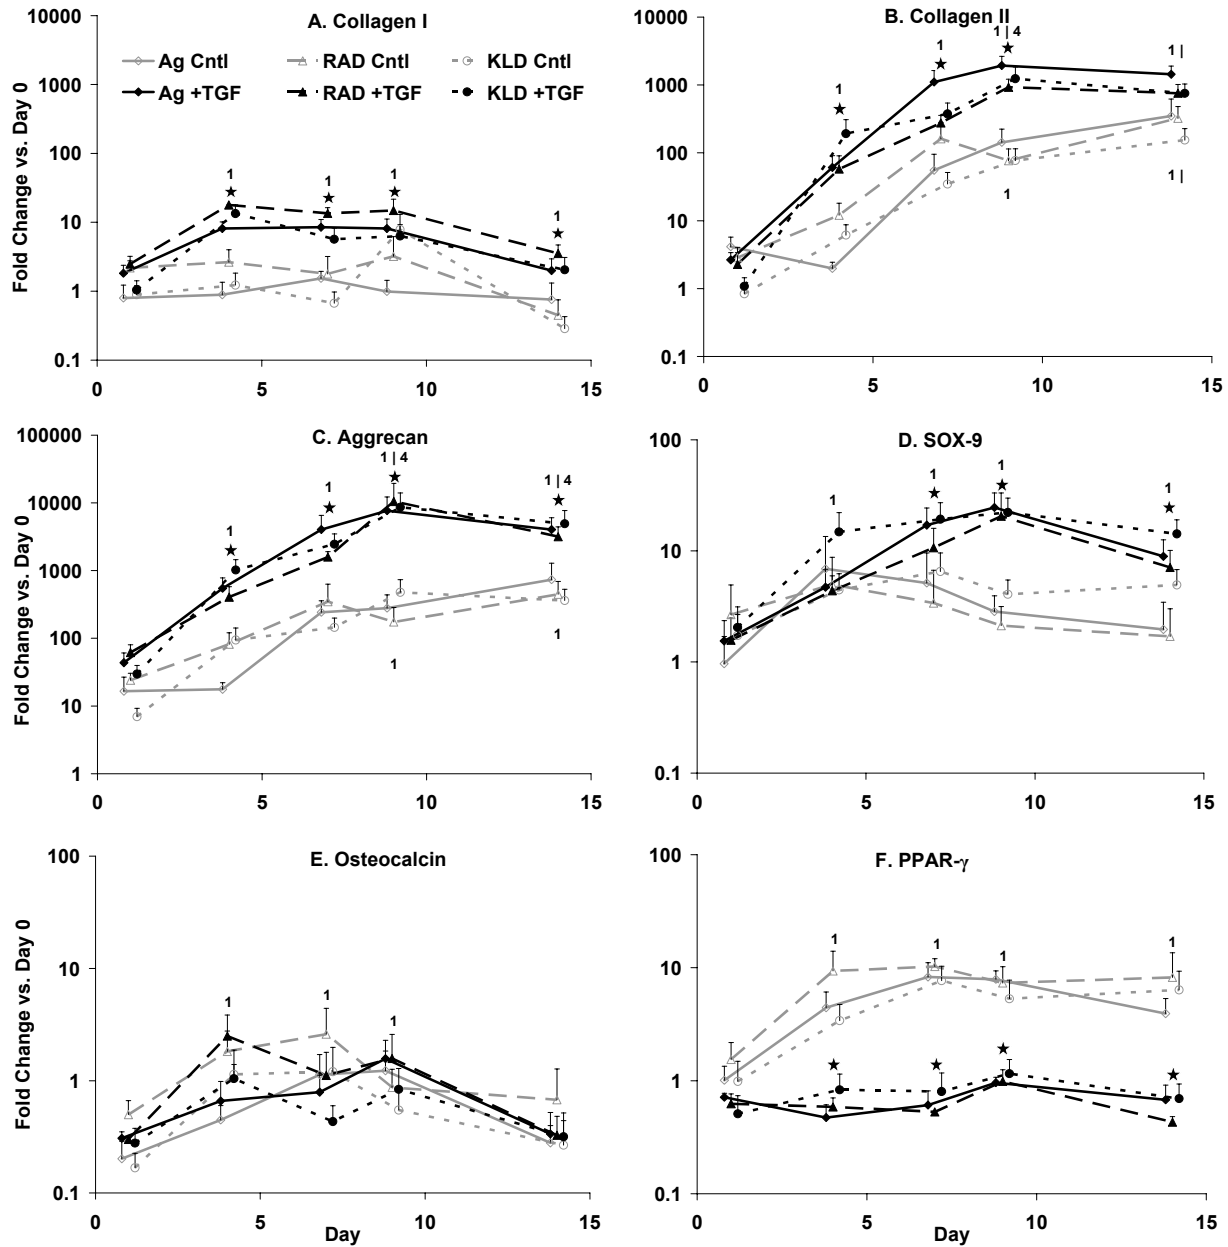 A. Collagen I
Ag Cntl RAD Cntl KLD Cntl
Ag +TGF RAD +TGF KLD +TGF
Fold Change vs. Day 0
10000
1000
100
10
1
0.1
1 1 1 1
0 5 10 15
B. Collagen II
10000
1000
100
10
1
0.1
1 1 1 | 4 1 |
1 1 |
0 5 10 15
C. Aggrecan
Fold Change vs. Day 0
100000
10000
1000
100
10
1
1 1 1 | 4 1 | 4
1 1
0 5 10 15
D. SOX-9
100
10
1
0.1
1 1 1 1
0 5 10 15
E. Osteocalcin
Fold Change vs. Day 0
100
10
1
0.1
1 1 1
0 5 10 15
Day
F. PPAR-γ
100
10
1
0.1
1 1 1 1
0 5 10 15
Day